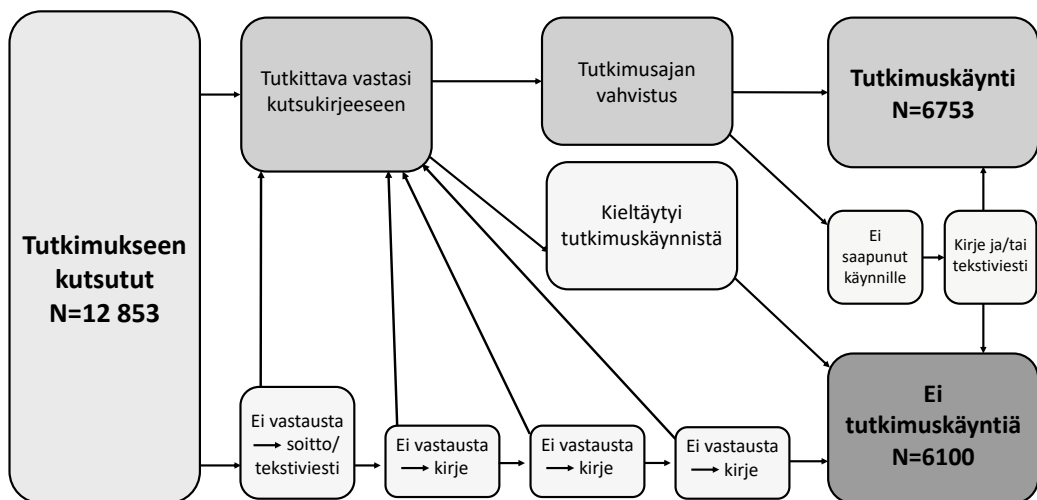 Tutkimukseen
kutsutut
N=12 853
Tutkittava vastasi
kutsukirjeeseen
Tutkimusajan
vahvistus
Tutkimuskäynti
N=6753
Kieltäytyi
tutkimuskäynnistä
Ei
saapunut
käynnille
Kirje ja/tai
tekstiviesti
Ei vastausta
soitto/
tekstiviesti
Ei vastausta
kirje
Ei vastausta
kirje
Ei vastausta
kirje
Ei
tutkimuskäyntiä
N=6100